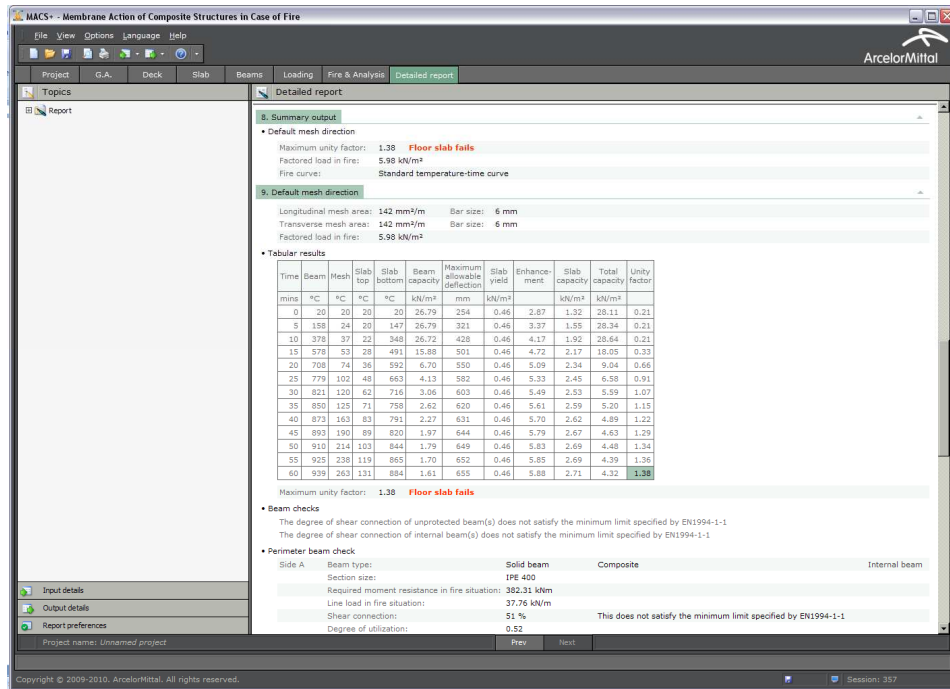 MACS+ - Membrane Action of Composite Structures in Case of Fire
File View Options Language Help
ArcelorMittal
Project G.A. Deck Slab Beams Loading Fire & Analysis Detailed report
Topics
Detailed report
Report
8. Summary output
• Default mesh direction
Maximum unity factor: 1.38 Floor slab fails
Factored load in fire: 5.98 kN/m²
Fire curve: Standard temperature-time curve
9. Default mesh direction
Longitudinal mesh area: 142 mm²/m Bar size: 6 mm
Transverse mesh area: 142 mm²/m Bar size: 6 mm
Factored load in fire: 5.98 kN/m²
• Tabular results
Time Beam Mesh Slab top Slab bottom Beam capacity Maximum allowable deflection Slab yield Enhance-ment Slab capacity Total capacity Unity factor
mins °C °C °C °C kN/m² mm kN/m² kN/m² kN/m²
0 20 20 20 20 26.79 254 0.46 2.87 1.32 28.11 0.21
5 158 24 20 147 26.79 321 0.46 3.37 1.55 28.34 0.21
10 378 37 22 348 26.72 428 0.46 4.17 1.92 28.64 0.21
15 578 53 28 491 15.88 501 0.46 4.72 2.17 18.05 0.33
20 708 74 36 592 6.70 550 0.46 5.09 2.34 9.04 0.66
25 779 102 48 663 4.13 582 0.46 5.33 2.45 6.58 0.91
30 821 120 62 716 3.06 603 0.46 5.49 2.53 5.59 1.07
35 850 125 71 758 2.62 620 0.46 5.61 2.59 5.20 1.15
40 873 163 83 791 2.27 631 0.46 5.70 2.62 4.89 1.22
45 893 190 89 820 1.97 644 0.46 5.79 2.67 4.63 1.29
50 910 214 103 844 1.79 649 0.46 5.83 2.69 4.48 1.34
55 925 238 119 865 1.70 652 0.46 5.85 2.69 4.39 1.36
60 939 263 131 884 1.61 655 0.46 5.88 2.71 4.32 1.38
Maximum unity factor: 1.38 Floor slab fails
• Beam checks
The degree of shear connection of unprotected beam(s) does not satisfy the minimum limit specified by EN1994-1-1
The degree of shear connection of internal beam(s) does not satisfy the minimum limit specified by EN1994-1-1
• Perimeter beam check
Side A Beam type: Solid beam Composite Internal beam
Section size: IPE 400
Required moment resistance in fire situation: 382.31 kNm
Line load in fire situation: 37.76 kN/m
Shear connection: 51 % This does not satisfy the minimum limit specified by EN1994-1-1
Degree of utilization: 0.52
Input details
Output details
Report preferences
Project name: Unnamed project
Prev Next
Copyright © 2009-2010. ArcelorMittal. All rights reserved.
Session: 357